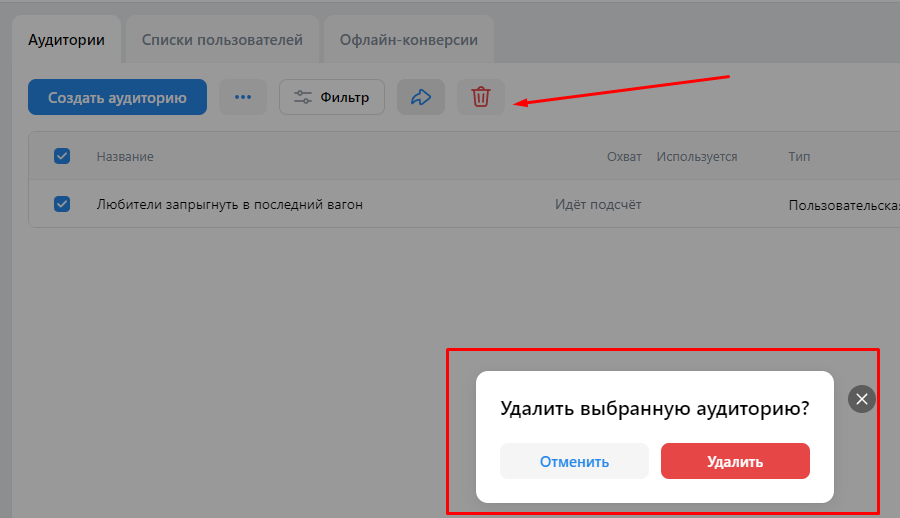 Аудитории Списки пользователей Офлайн-конверсии
Создать аудиторию Фильтр
Название Охват Используется Тип
Любители запрыгнуть в последний вагон Идёт подсчёт Пользовательская
Удалить выбранную аудиторию?
Отменить Удалить